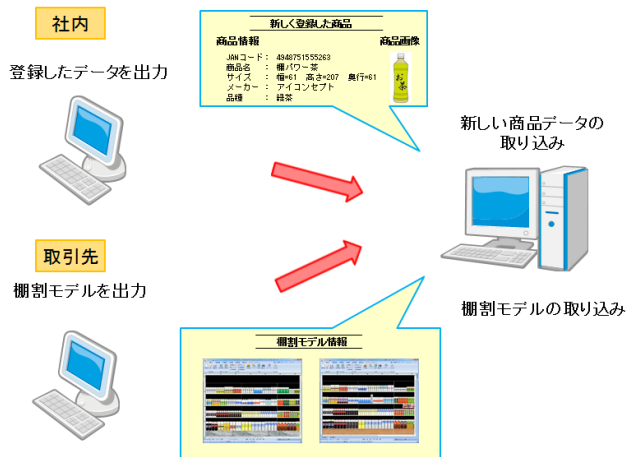 社内
登録したデータを出力
新しく登録した商品
商品情報
商品画像
JANコード： 4948751555263
商品名 ： 棚パワー茶
サイズ ： 幅=61 高さ=207 奥行=61
メーカー ： アイコンセプト
品種 ： 緑茶
お茶
新しい商品データの
取り込み
取引先
棚割モデルを出力
棚割モデルの取り込み
棚割モデル情報